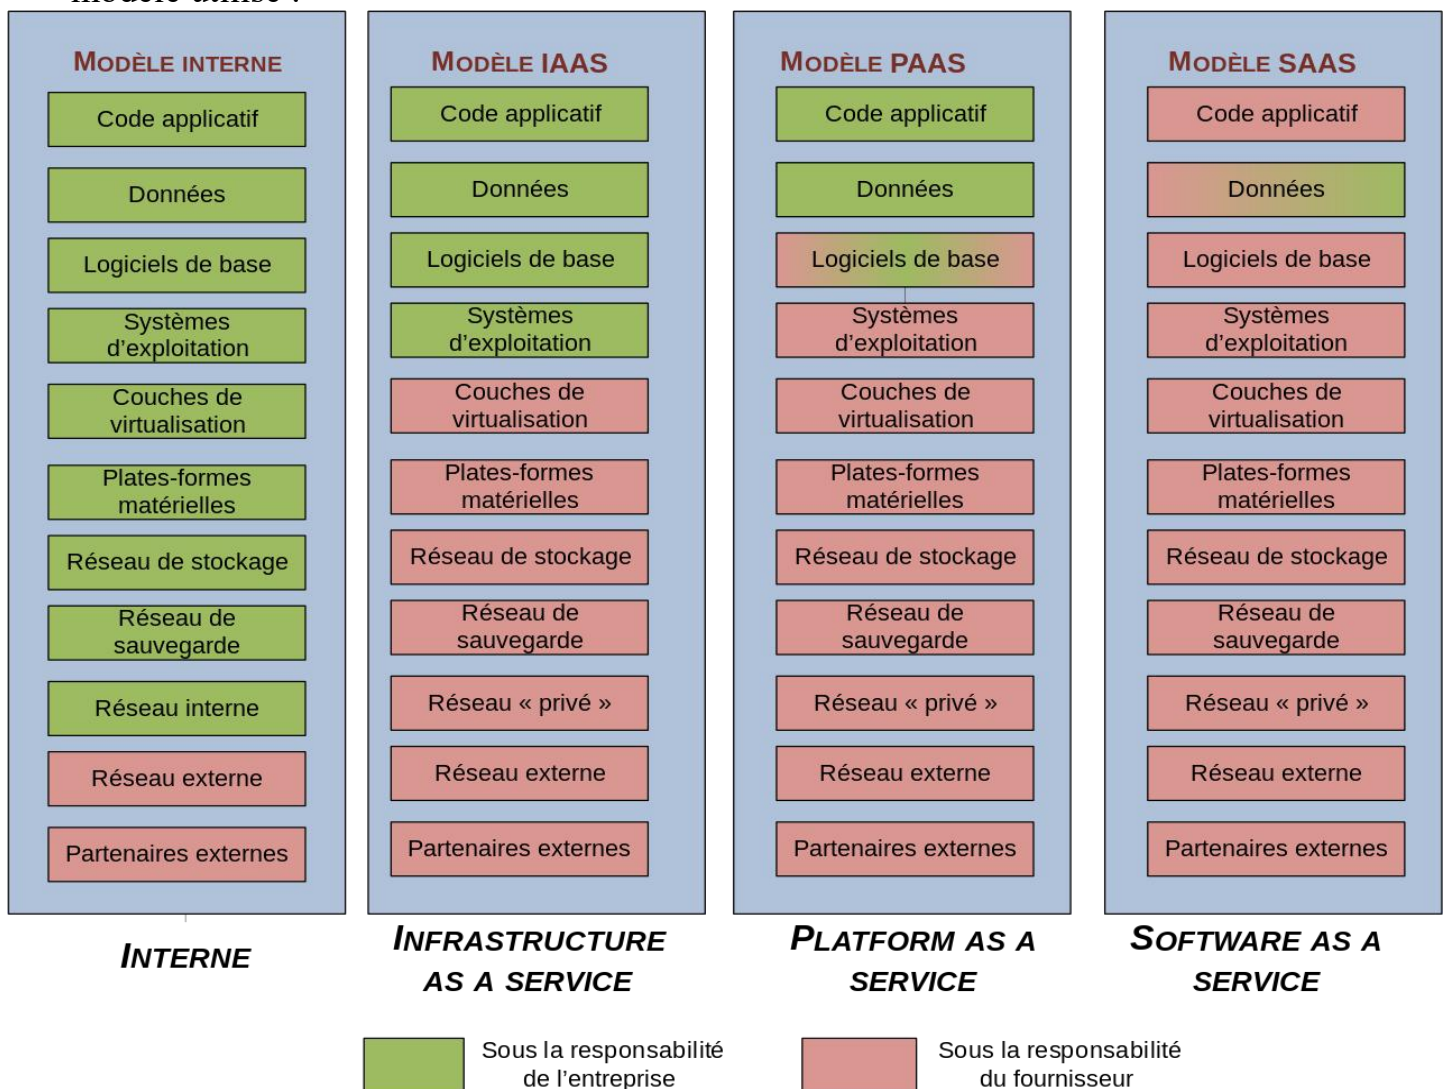 modèle utilisé :
MODÈLE INTERNE
Code applicatif
Données
Logiciels de base
Systèmes
d’exploitation
Couches de
virtualisation
Plates-formes
matérielles
Réseau de stockage
Réseau de
sauvegarde
Réseau interne
Réseau externe
Partenaires externes
INTERNE
MODÈLE IAAS
Code applicatif
Données
Logiciels de base
Systèmes
d’exploitation
Couches de
virtualisation
Plates-formes
matérielles
Réseau de stockage
Réseau de
sauvegarde
Réseau « privé »
Réseau externe
Partenaires externes
INFRASTRUCTURE
AS A SERVICE
MODÈLE PAAS
Code applicatif
Données
Logiciels de base
Systèmes
d’exploitation
Couches de
virtualisation
Plates-formes
matérielles
Réseau de stockage
Réseau de
sauvegarde
Réseau « privé »
Réseau externe
Partenaires externes
PLATFORM AS A
SERVICE
MODÈLE SAAS
Code applicatif
Données
Logiciels de base
Systèmes
d’exploitation
Couches de
virtualisation
Plates-formes
matérielles
Réseau de stockage
Réseau de
sauvegarde
Réseau « privé »
Réseau externe
Partenaires externes
SOFTWARE AS A
SERVICE
Sous la responsabilité
de l’entreprise
Sous la responsabilité
du fournisseur